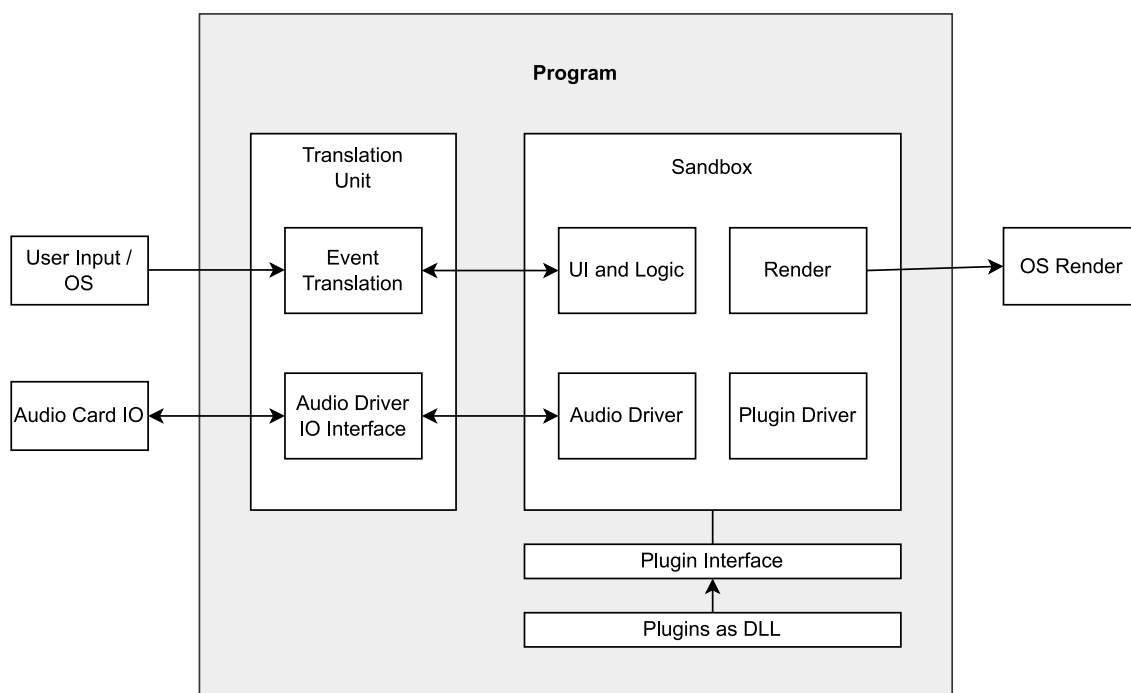 Program
Translation
Unit
Sandbox
User Input /
OS
Event
Translation
UI and Logic
Render
OS Render
Audio Card IO
Audio Driver
IO Interface
Audio Driver
Plugin Driver
Plugin Interface
Plugins as DLL